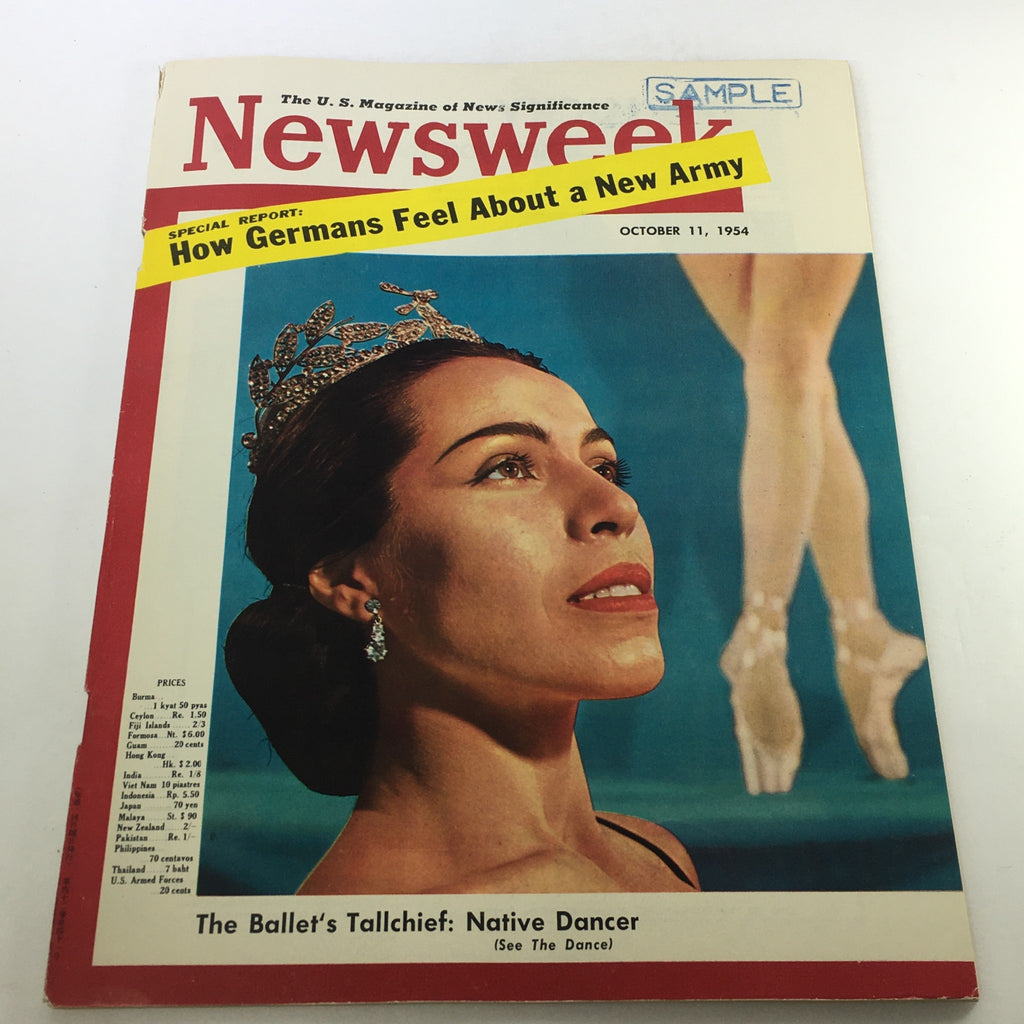 The U. S. Magazine of News Significance
SAMPLE
Newsweek
SPECIAL REPORT:
How Germans Feel About a New Army
OCTOBER 11, 1954
PRICES
Burma
1 kyat 50 pyas
Ceylon.....Re. 1.50
Fiji Islands......2/3
Formosa...Nt. $6.00
Guam........20 cents
Hong Kong
Hk. $ 2.00
India........Re. 1/8
Viet Nam 10 piastres
Indonesia...Rp. 5.50
Japan........70 yen
Malaya......St. $ 90
New Zealand.....2/-
Pakistan......Re. 1/-
Philippines
70 centavos
Thailand.....7 baht
U.S. Armed Forces
20 cents
The Ballet's Tallchief: Native Dancer
(See The Dance)